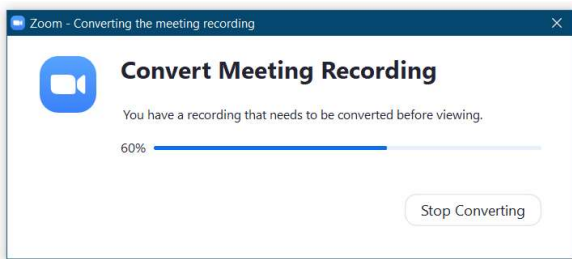 Zoom - Converting the meeting recording
Convert Meeting Recording
You have a recording that needs to be converted before viewing.
60%
Stop Converting